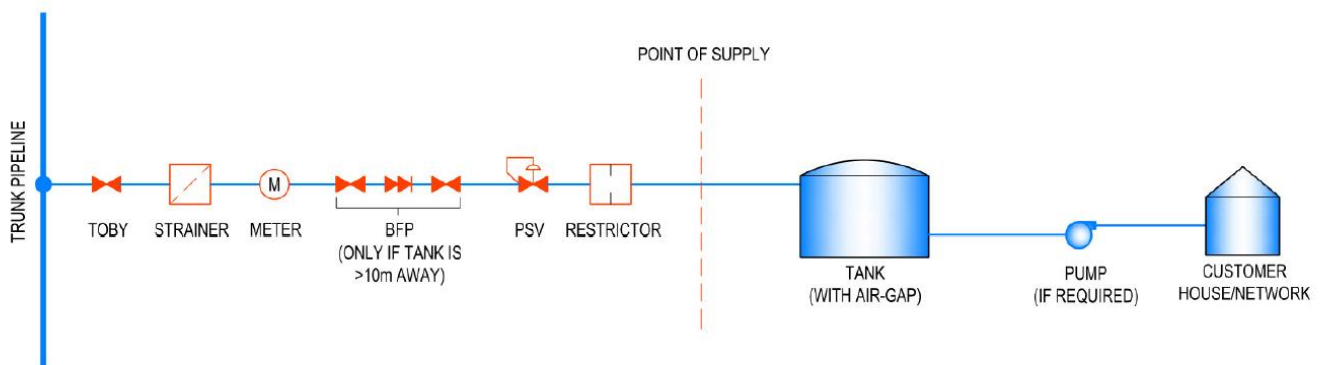 POINT OF SUPPLY
TRUNK PIPELINE
M
TOBY
STRAINER
METER
BFP
(ONLY IF TANK IS
>10m AWAY)
PSV
RESTRICTOR
TANK
(WITH AIR-GAP)
PUMP
(IF REQUIRED)
CUSTOMER
HOUSE/NETWORK